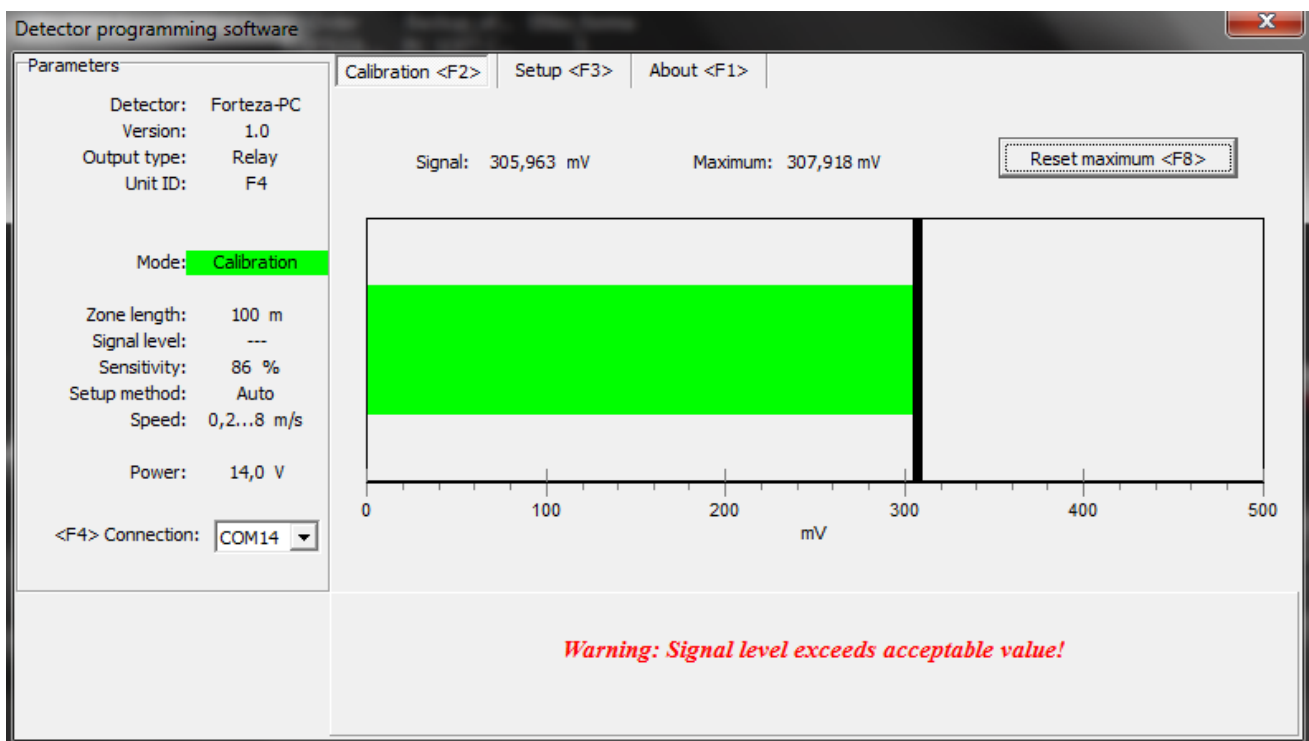 Detector programming software
Parameters
Detector: Forteza-PC
Version: 1.0
Output type: Relay
Unit ID: F4
Mode: Calibration
Zone length: 100 m
Signal level: ---
Sensitivity: 86 %
Setup method: Auto
Speed: 0,2...8 m/s
Power: 14,0 V
<F4> Connection: COM14
Calibration <F2> Setup <F3> About <F1>
Signal: 305,963 mV Maximum: 307,918 mV Reset maximum <F8>
0 100 200 300 400 500
mV
Warning: Signal level exceeds acceptable value!